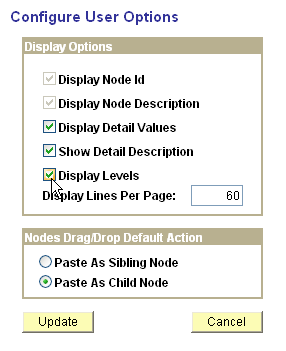 Configure User Options
Display Options
Display Node Id
Display Node Description
Display Detail Values
Show Detail Description
Display Levels
Display Lines Per Page: 60
Nodes Drag/Drop Default Action
Paste As Sibling Node
Paste As Child Node
Update Cancel